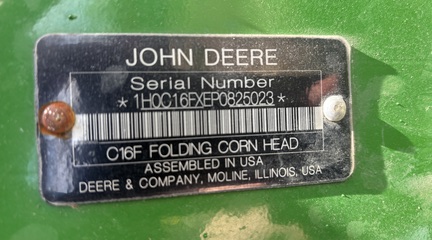 JOHN DEERE
Serial Number
*1H0C16FXEP0825023*
C16F FOLDING CORN HEAD
ASSEMBLED IN USA
DEERE & COMPANY, MOLINE, ILLINOIS, USA